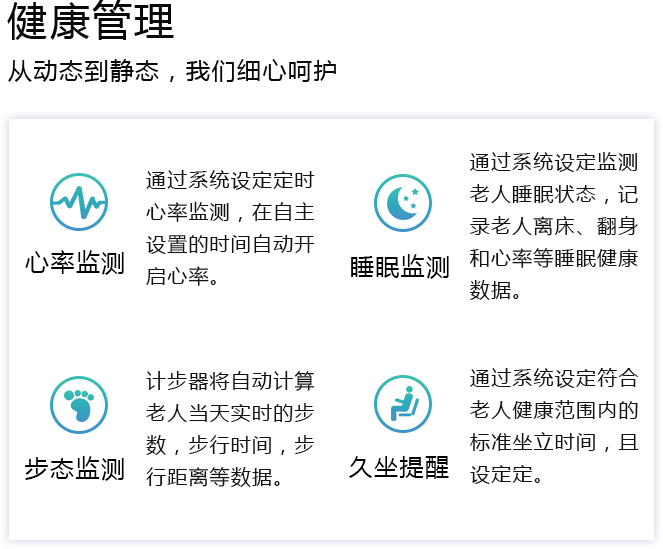 健康管理
从动态到静态，我们细心呵护
心率监测
通过系统设定定时
心率监测，在自主
设置的时间自动开
启心率。
睡眠监测
通过系统设定监测
老人睡眠状态，记
录老人离床、翻身
和心率等睡眠健康
数据。
步态监测
计步器将自动计算
老人当天实时的步
数，步行时间，步
行距离等数据。
久坐提醒
通过系统设定符合
老人健康范围内的
标准坐立时间，且
设定定。